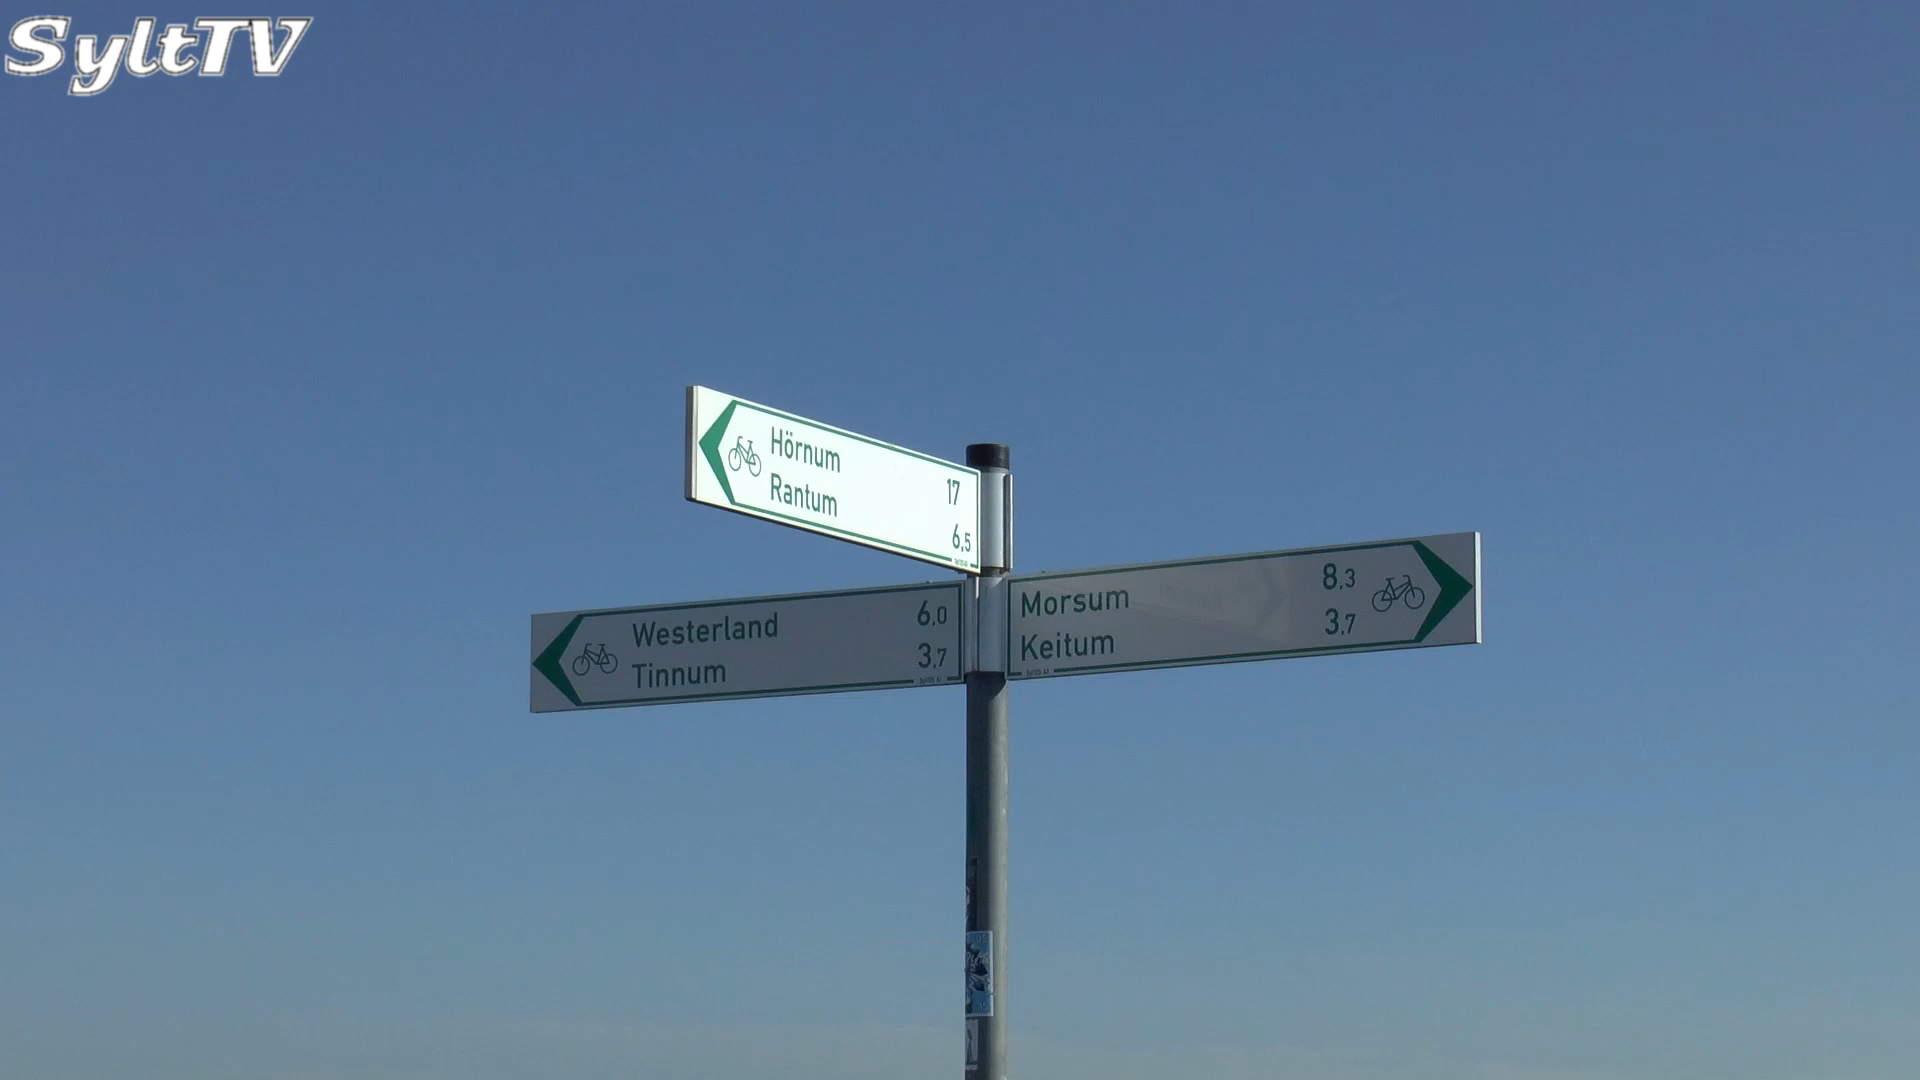 SyltTV
Hörnum 17
Rantum 6,5
Westerland 6,0
Tinnum 3,7
Morsum 8,3
Keitum 3,7